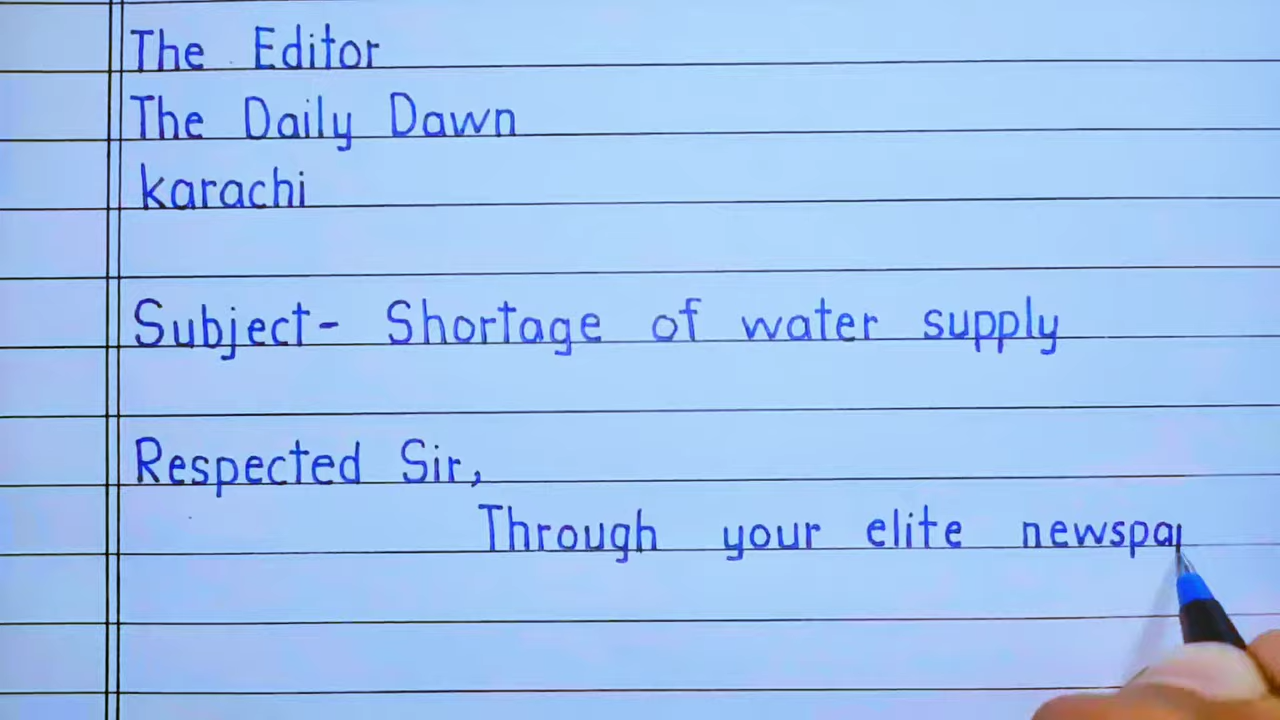 The Editor
The Daily Dawn
karachi
Subject- Shortage of water supply
Respected Sir,
Through your elite newspa